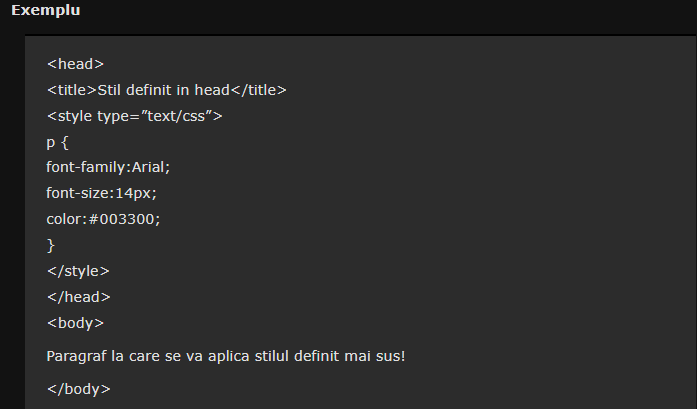 Exemplu
<head>
<title>Stil definit in head</title>
<style type=”text/css”>
p {
font-family:Arial;
font-size:14px;
color:#003300;
}
</style>
</head>
<body>
Paragraf la care se va aplica stilul definit mai sus!
</body>